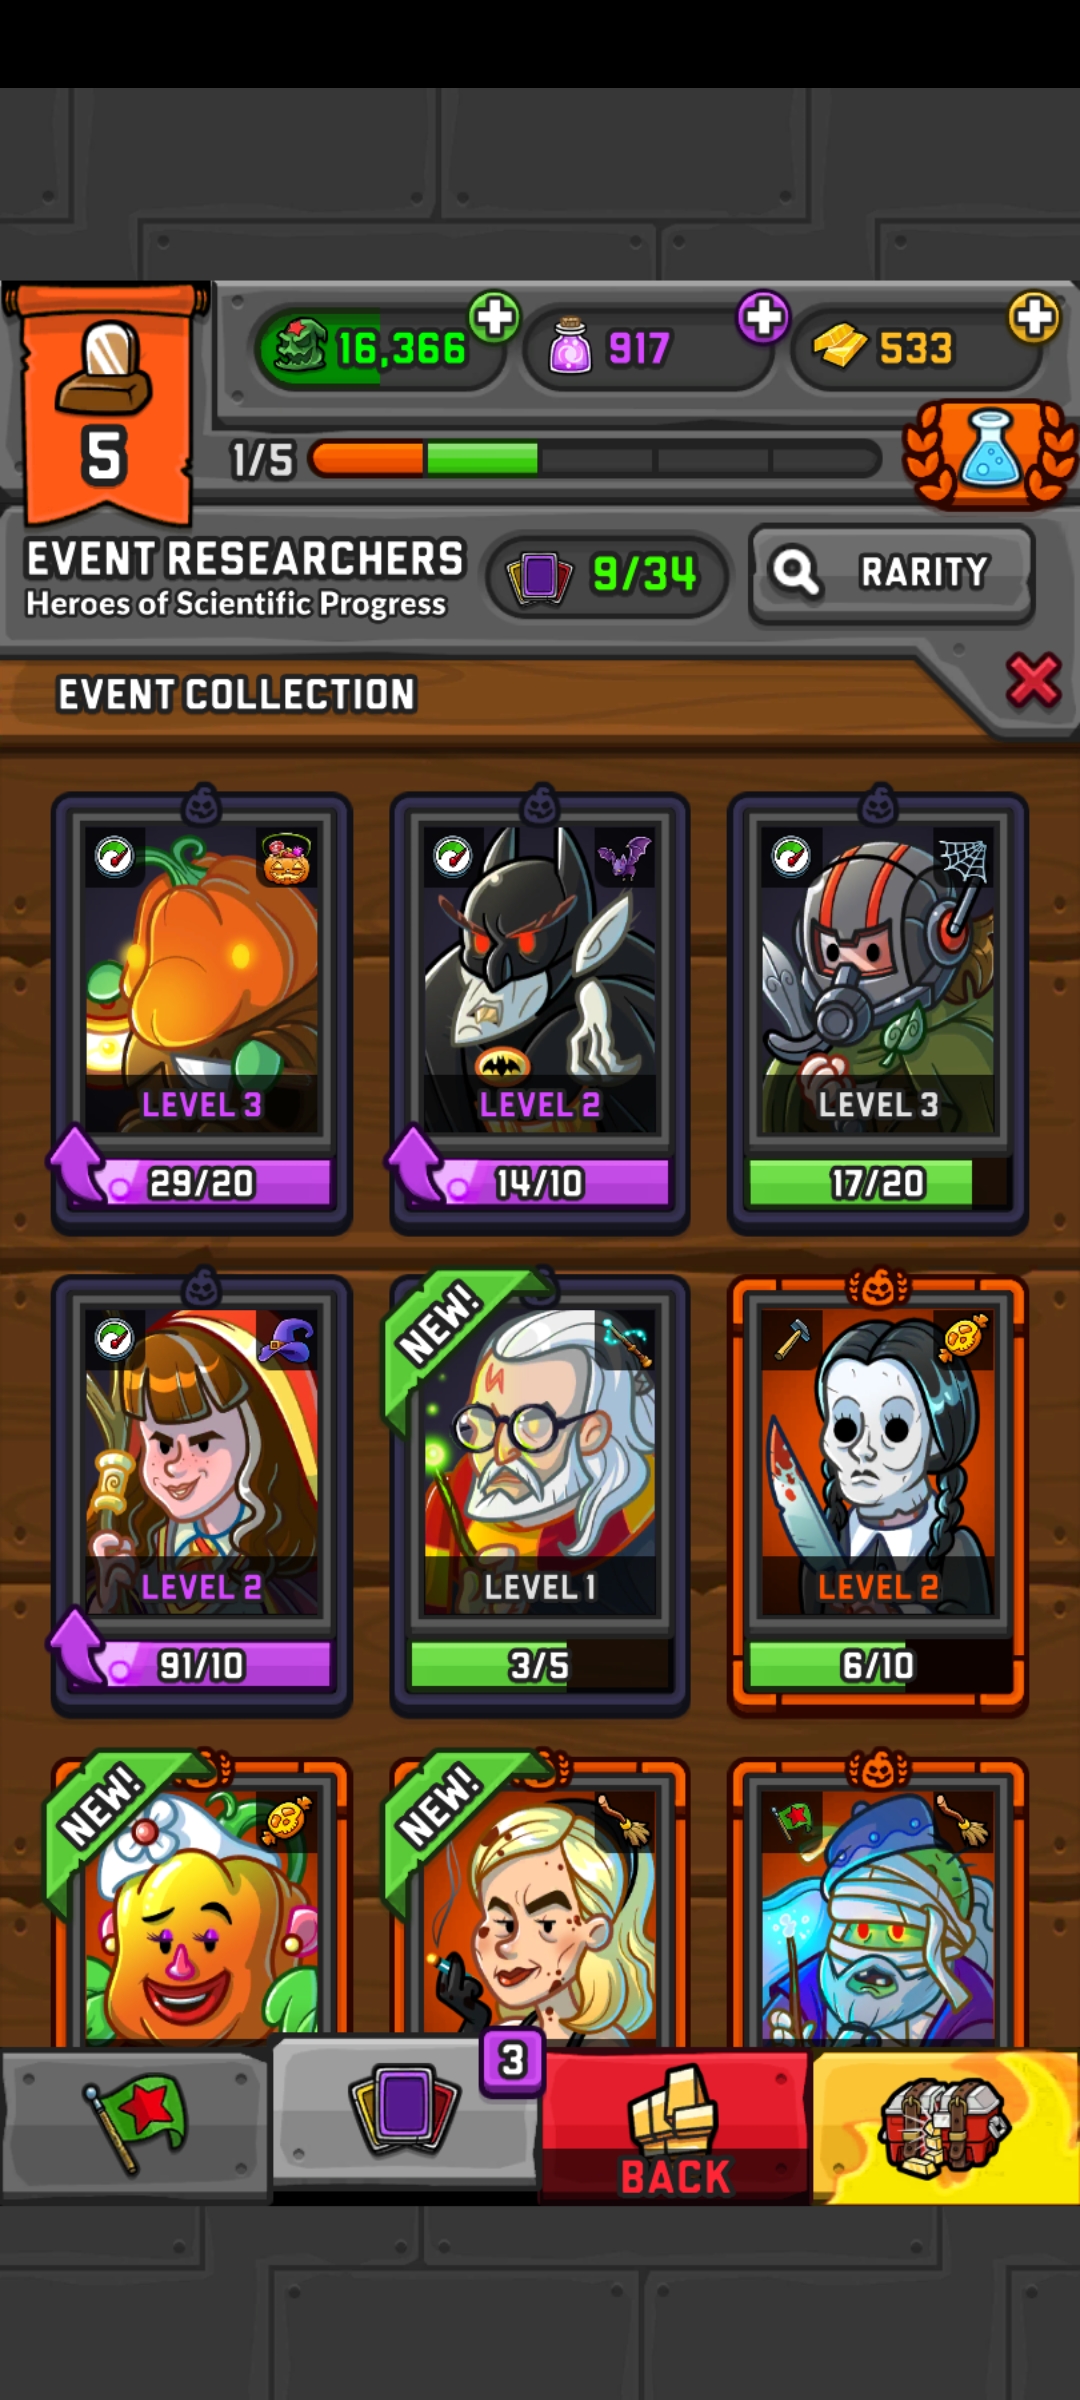 16,366
917
533
5
1/5
EVENT RESEARCHERS
Heroes of Scientific Progress
9/34
RARITY
EVENT COLLECTION
LEVEL 3
LEVEL 2
LEVEL 3
29/20
14/10
17/20
NEW!
LEVEL 2
LEVEL 1
LEVEL 2
91/10
3/5
6/10
NEW!
NEW!
3
BACK